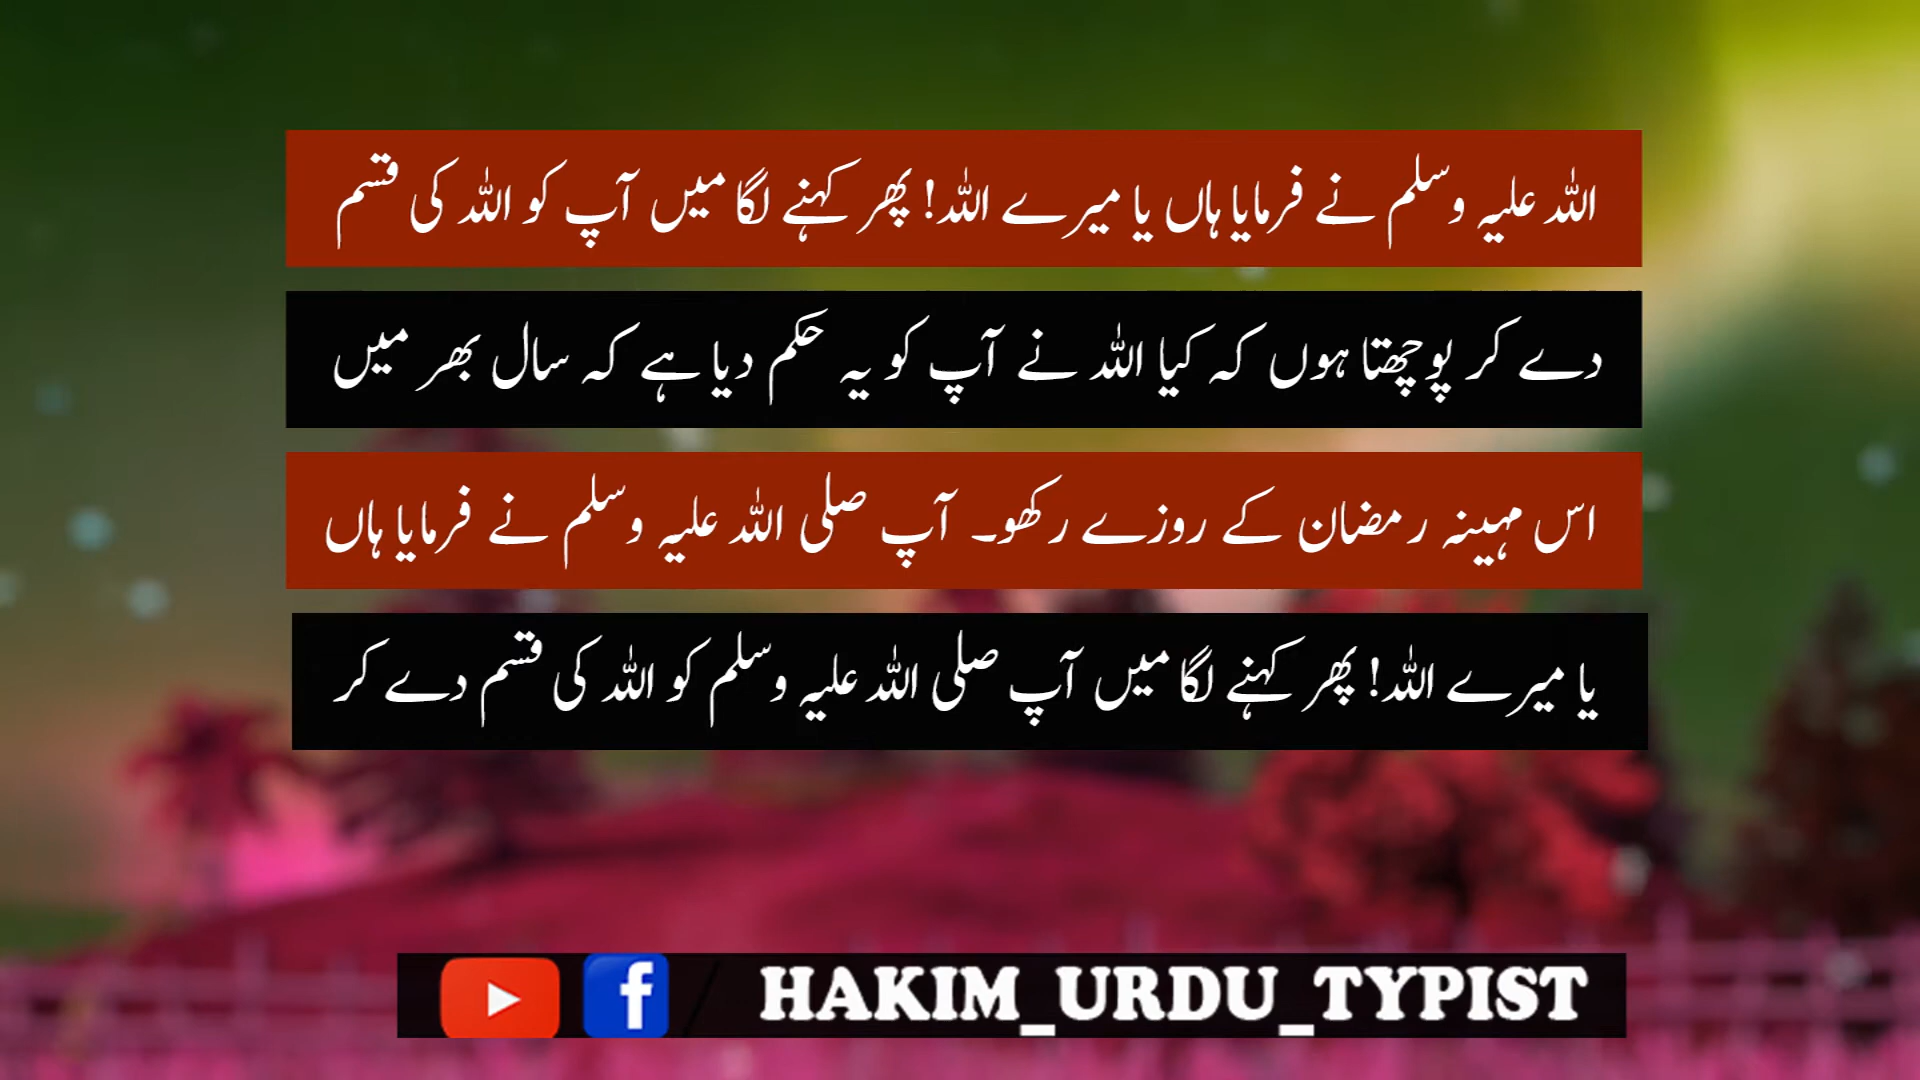 اللہ علیہ وسلم نے فرمایا ہاں یا میرے اللہ! پھر کہنے لگا میں آپ کو اللہ کی قسم
دے کر پوچھتا ہوں کہ کیا اللہ نے آپ کو یہ حکم دیا ہے کہ سال بھر میں
اس مہینہ رمضان کے روزے رکھو۔ آپ صلی اللہ علیہ وسلم نے فرمایا ہاں
یا میرے اللہ! پھر کہنے لگا میں آپ صلی اللہ علیہ وسلم کو اللہ کی قسم دے کر
HAKIM_URDU_TYPIST